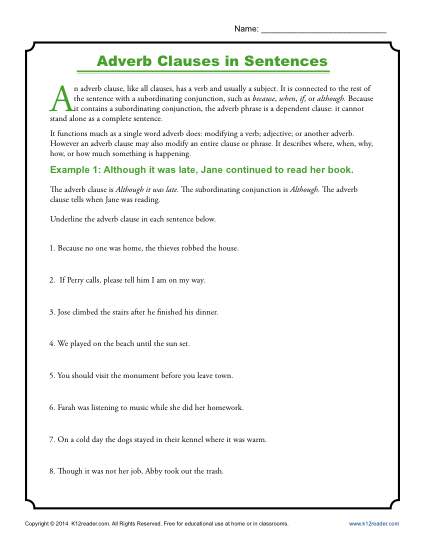 Name: ____________________
Adverb Clauses in Sentences
An adverb clause, like all clauses, has a verb and usually a subject. It is connected to the rest of
the sentence with a subordinating conjunction, such as because, when, if, or although. Because
it contains a subordinating conjunction, the adverb phrase is a dependent clause: it cannot
stand alone as a complete sentence.
It functions much as a single word adverb does: modifying a verb; adjective; or another adverb.
However an adverb clause may also modify an entire clause or phrase. It describes where, when, why,
how, or how much something is happening.
Example 1: Although it was late, Jane continued to read her book.
The adverb clause is Although it was late. The subordinating conjunction is Although. The adverb
clause tells when Jane was reading.
Underline the adverb clause in each sentence below.
1. Because no one was home, the thieves robbed the house.
2. If Perry calls, please tell him I am on my way.
3. Jose climbed the stairs after he finished his dinner.
4. We played on the beach until the sun set.
5. You should visit the monument before you leave town.
6. Farah was listening to music while she did her homework.
7. On a cold day the dogs stayed in their kennel where it was warm.
8. Though it was not her job, Abby took out the trash.
Copyright © 2014 K12reader.com. All Rights Reserved. Free for educational use at home or in classrooms. www.k12reader.com